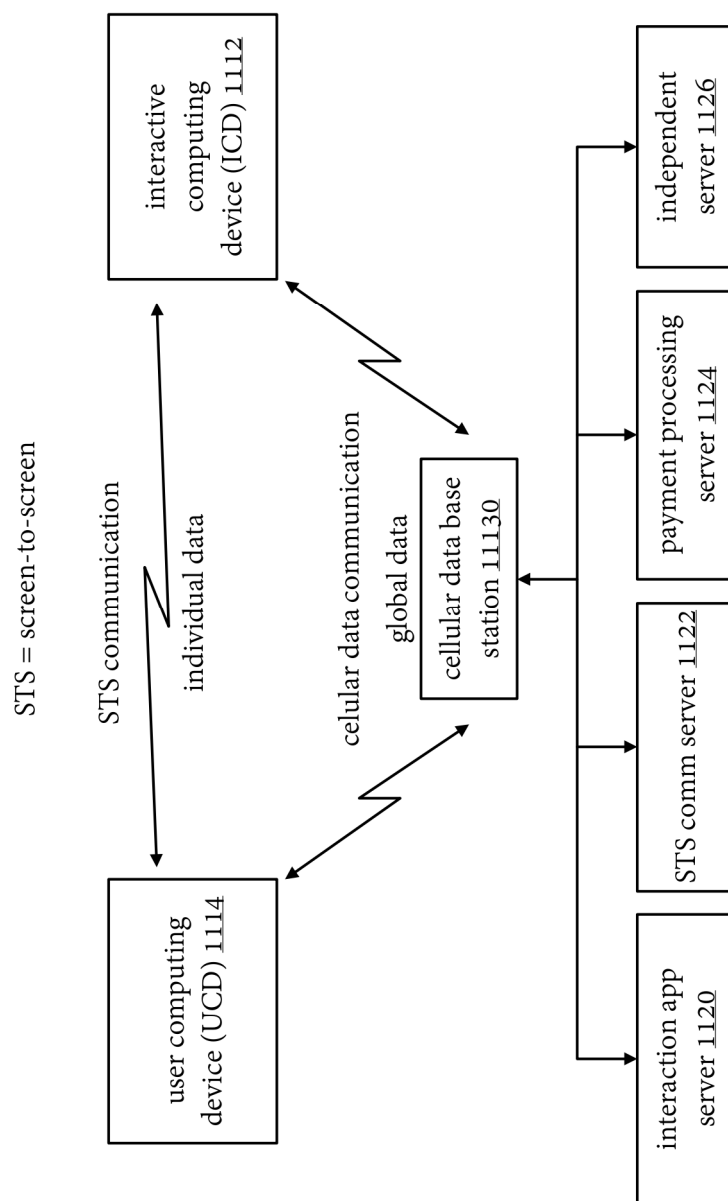 STS = screen-to-screen
user computing
device (UCD) 1114
STS communication
individual data
interactive
computing
device (ICD) 1112
celular data communication
global data
cellular data base
station 11130
interaction app
server 1120
STS comm server 1122
payment processing
server 1124
independent
server 1126